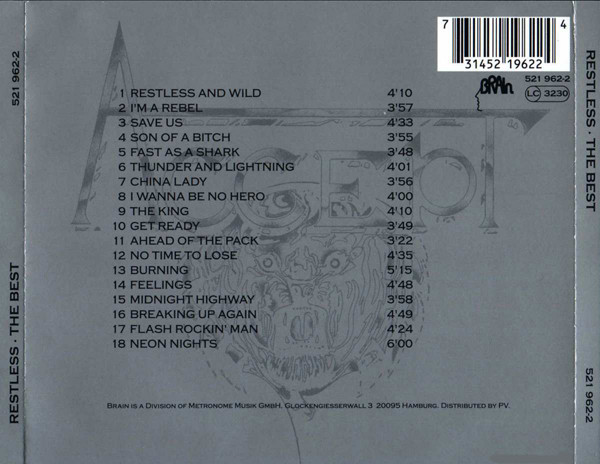 521 962-2
RESTLESS · THE BEST
ACCEPT
7 31452 19622 4
BRAIN
521 962-2
LC 3230
1 RESTLESS AND WILD 4'10
2 I'M A REBEL 3'57
3 SAVE US 4'33
4 SON OF A BITCH 3'55
5 FAST AS A SHARK 3'48
6 THUNDER AND LIGHTNING 4'01
7 CHINA LADY 3'56
8 I WANNA BE NO HERO 4'00
9 THE KING 4'10
10 GET READY 3'49
11 AHEAD OF THE PACK 3'22
12 NO TIME TO LOSE 4'35
13 BURNING 5'15
14 FEELINGS 4'48
15 MIDNIGHT HIGHWAY 3'58
16 BREAKING UP AGAIN 4'49
17 FLASH ROCKIN' MAN 4'24
18 NEON NIGHTS 6'00
BRAIN IS A DIVISION OF METRONOME MUSIK GMBH. GLOCKENGIESSERWALL 3 20095 HAMBURG. DISTRIBUTED BY PV.
RESTLESS · THE BEST
521 962-2